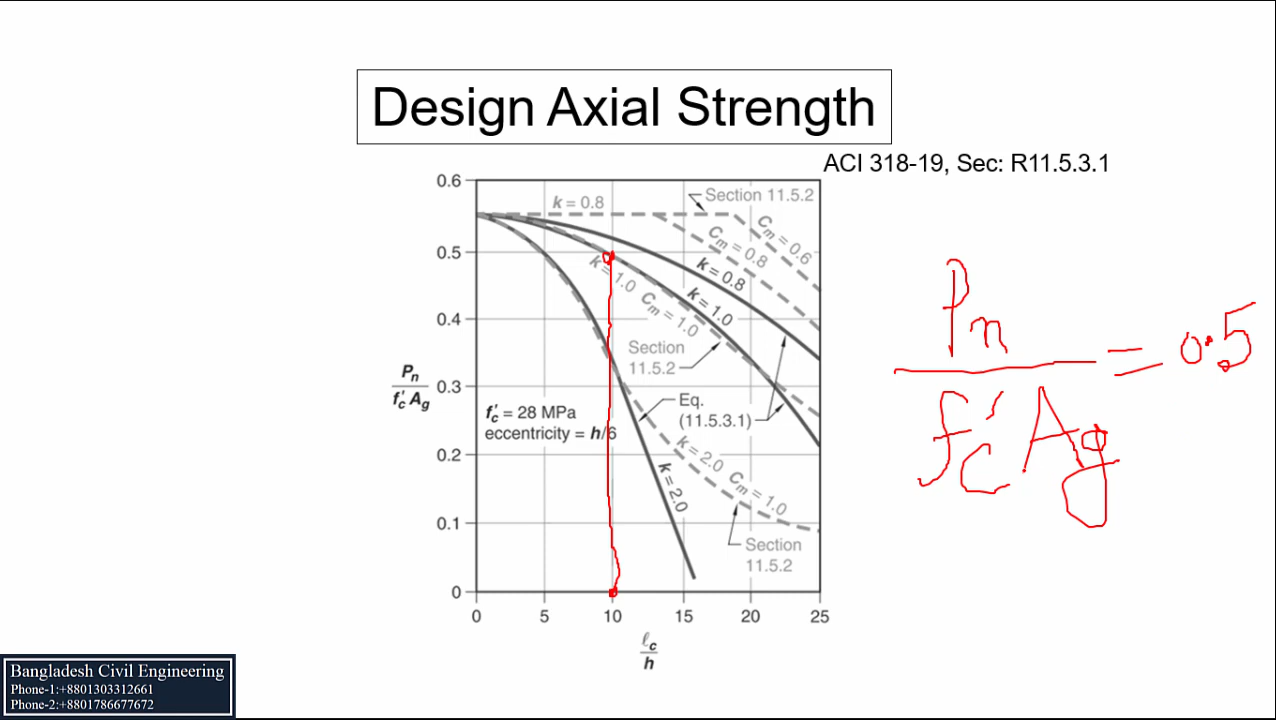 Design Axial Strength
ACI 318-19, Sec: R11.5.3.1
0.6
0.5
0.4
0.3
0.2
0.1
0
Pn
f′c Ag
k = 0.8
Section 11.5.2
Cm = 0.6
Cm = 0.8
k = 0.8
k = 1.0
k = 1.0 Cm = 1.0
Section
11.5.2
Eq.
(11.5.3.1)
f′c = 28 MPa
eccentricity = h/6
k = 2.0 Cm = 1.0
k = 2.0
Section
11.5.2
0 5 10 15 20 25
ℓc
h
Pn
f′c Ag = 0.5
Bangladesh Civil Engineering
Phone-1:+8801303312661
Phone-2:+8801786677672